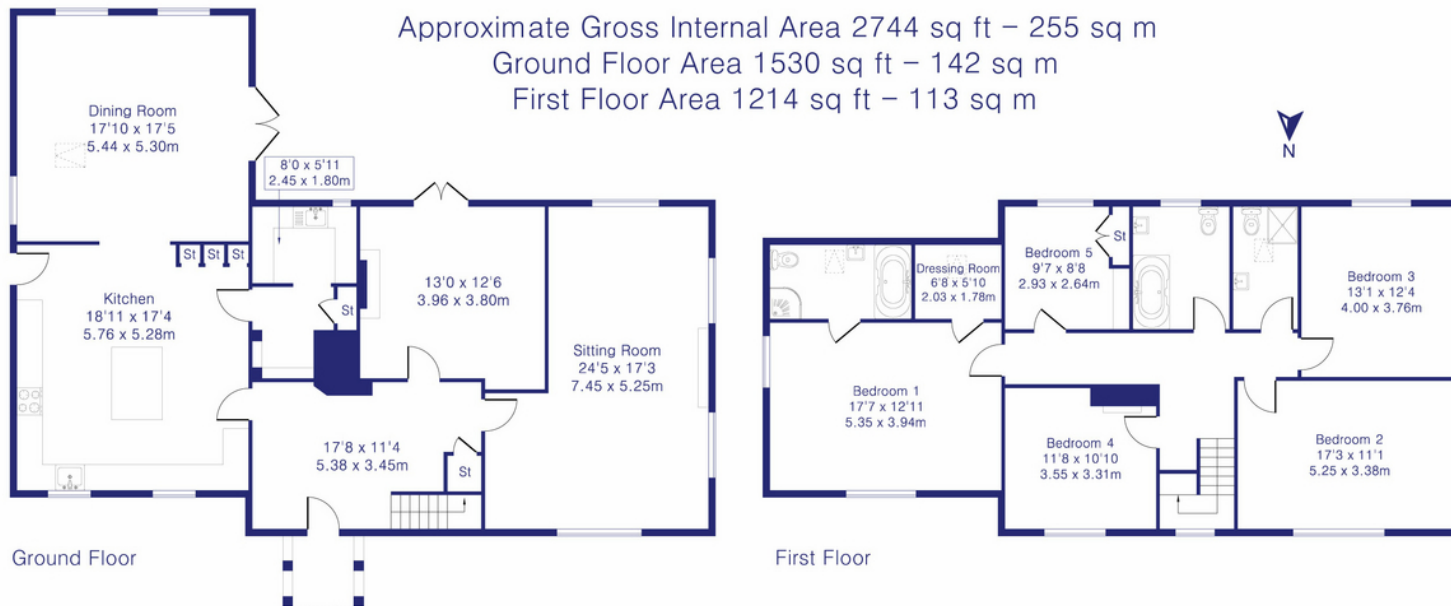 Approximate Gross Internal Area 2744 sq ft – 255 sq m
Ground Floor Area 1530 sq ft – 142 sq m
First Floor Area 1214 sq ft – 113 sq m
N
Dining Room
17'10 x 17'5
5.44 x 5.30m
8'0 x 5'11
2.45 x 1.80m
St
St
St
Kitchen
18'11 x 17'4
5.76 x 5.28m
St
13'0 x 12'6
3.96 x 3.80m
Sitting Room
24'5 x 17'3
7.45 x 5.25m
17'8 x 11'4
5.38 x 3.45m
St
Ground Floor
Dressing Room
6'8 x 5'10
2.03 x 1.78m
Bedroom 5
9'7 x 8'8
2.93 x 2.64m
St
Bedroom 3
13'1 x 12'4
4.00 x 3.76m
Bedroom 1
17'7 x 12'11
5.35 x 3.94m
Bedroom 4
11'8 x 10'10
3.55 x 3.31m
Bedroom 2
17'3 x 11'1
5.25 x 3.38m
First Floor